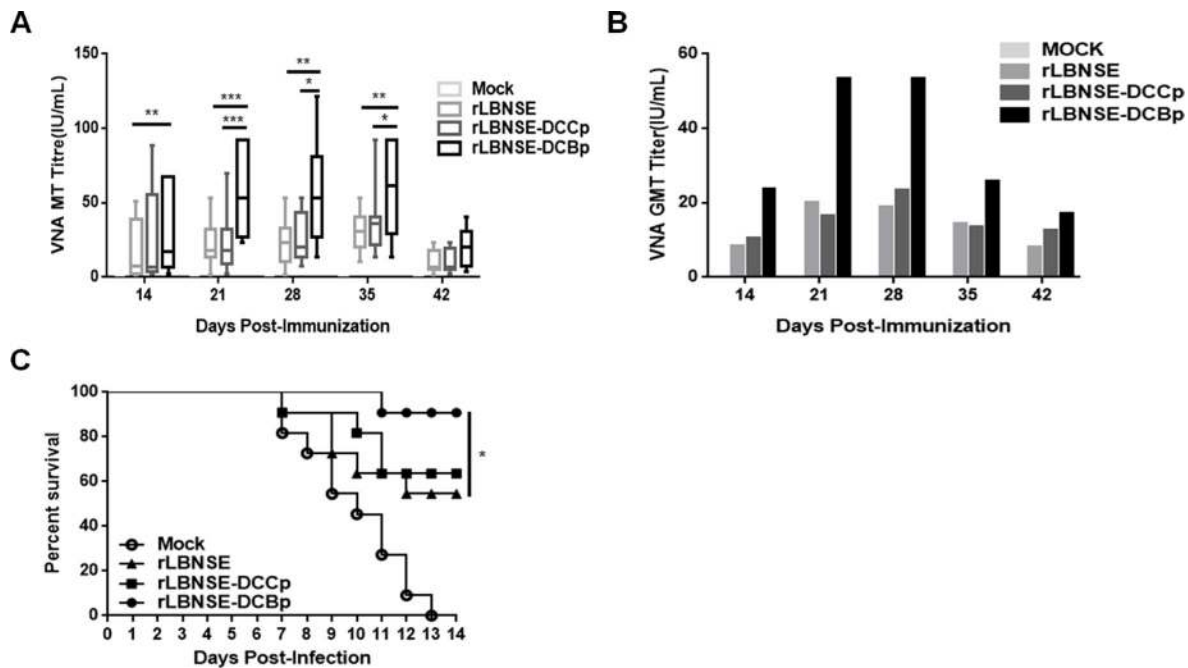 A
VNA MT Titre(IU/mL)
150
100
50
0
**
***
***
**
*
**
*
Mock
rLBNSE
rLBNSE-DCCp
rLBNSE-DCBp
14 21 28 35 42
Days Post-Immunization
B
VNA GMT Titer(IU/mL)
60
40
20
0
MOCK
rLBNSE
rLBNSE-DCCp
rLBNSE-DCBp
14 21 28 35 42
Days Post-Immunization
C
Percent survival
100
80
60
40
20
0
*
Mock
rLBNSE
rLBNSE-DCCp
rLBNSE-DCBp
0 1 2 3 4 5 6 7 8 9 10 11 12 13 14
Days Post-Infection